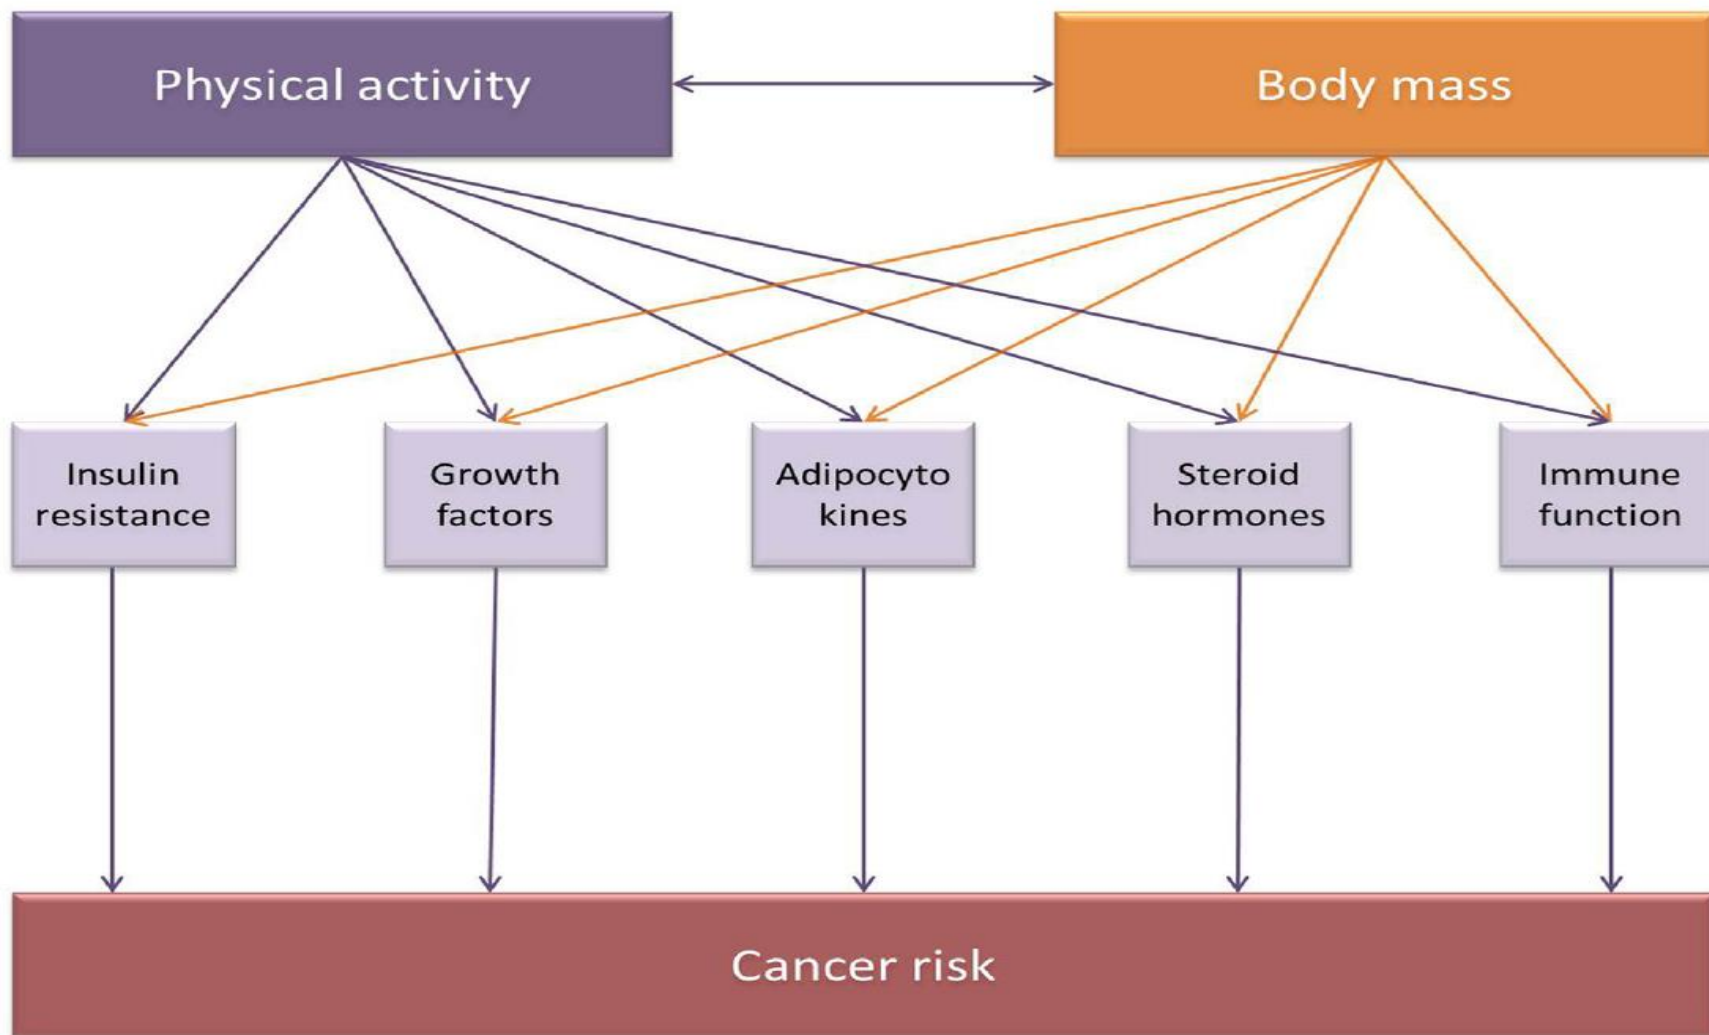 Physical activity
Body mass
Insulin
resistance
Growth
factors
Adipocyto
kines
Steroid
hormones
Immune
function
Cancer risk